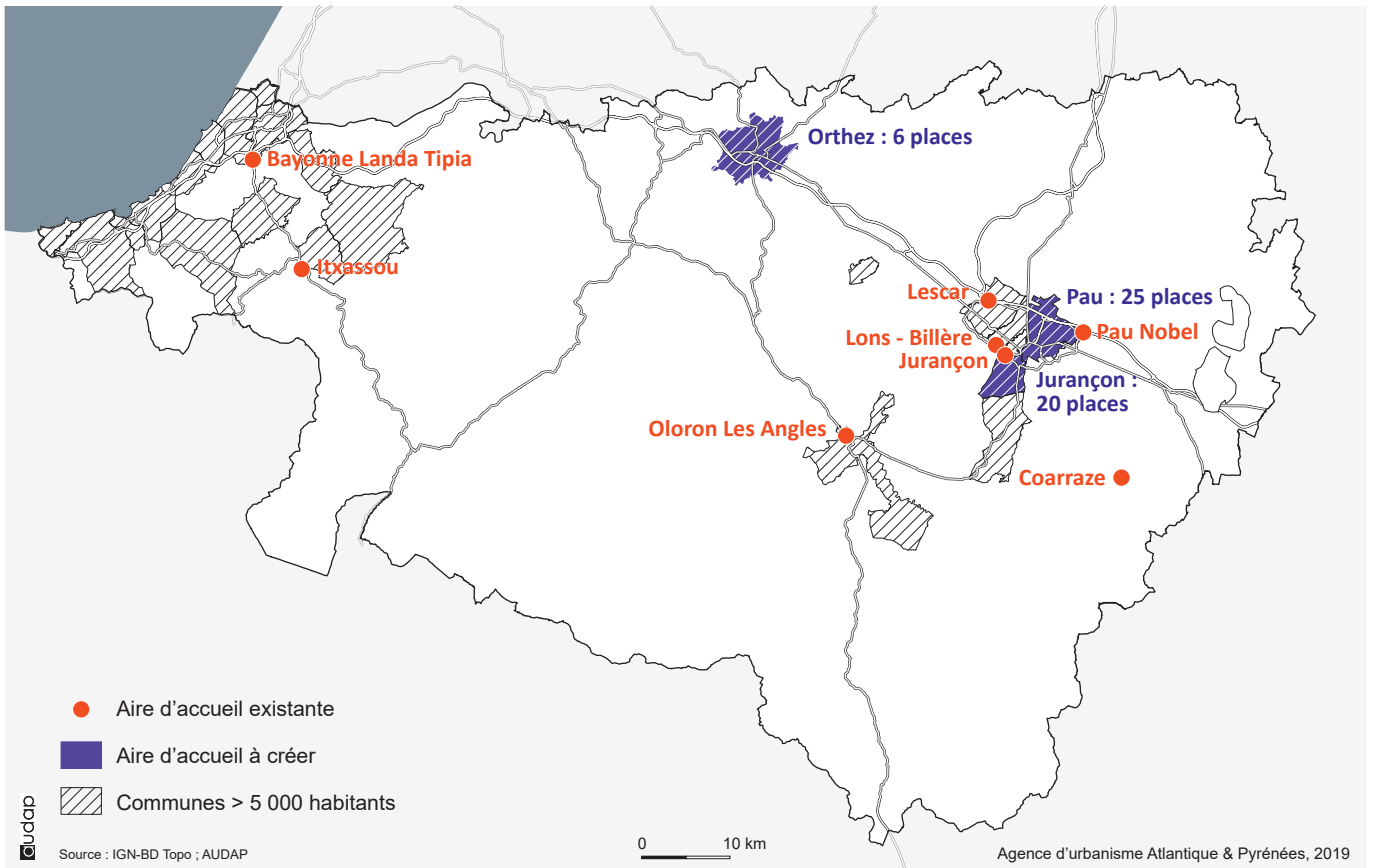 Orthez : 6 places
Bayonne Landa Tipia
Itxassou
Lescar
Pau : 25 places
Lons - Billère
Pau Nobel
Jurançon
Jurançon :
20 places
Oloron Les Angles
Coarraze
Aire d'accueil existante
Aire d'accueil à créer
Communes > 5 000 habitants
audap
Source : IGN-BD Topo ; AUDAP
0 10 km
Agence d'urbanisme Atlantique & Pyrénées, 2019